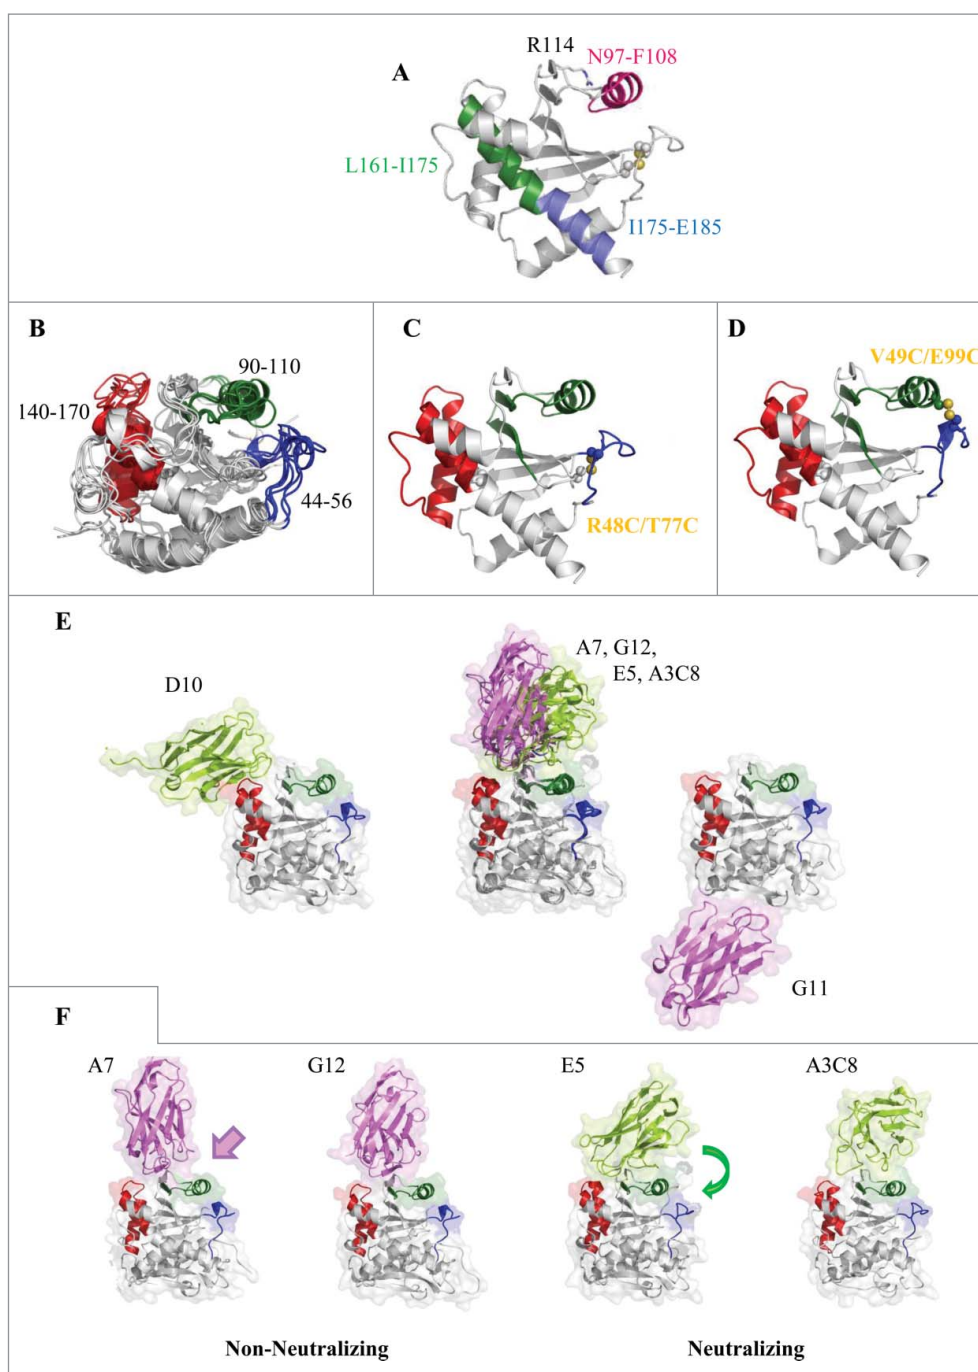 A
R114
N97-F108
L161-I175
I175-E185
B
90-110
140-170
44-56
C
R48C/T77C
D
V49C/E99C
E
D10
A7, G12,
E5, A3C8
G11
F
A7
G12
E5
A3C8
Non-Neutralizing
Neutralizing